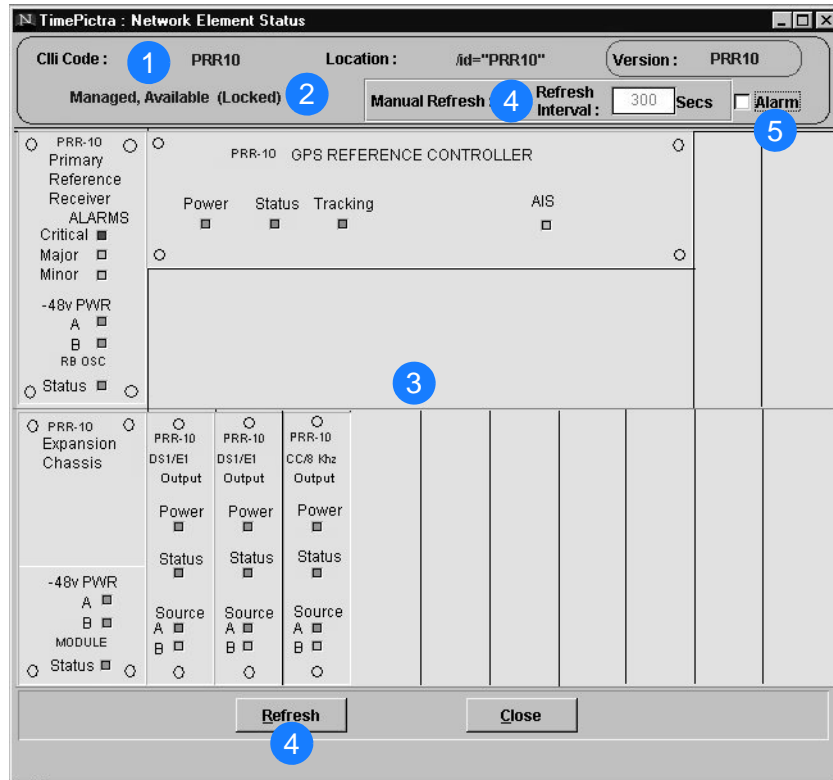 N TimePictra : Network Element Status
Clli Code : 1 PRR10 Location : /id="PRR10" Version : PRR10
Managed, Available (Locked) 2 Manual Refresh : 4 Refresh Interval : 300 Secs Alarm
5
PRR-10
Primary
Reference
Receiver
ALARMS
Critical
Major
Minor
-48v PWR
A
B
RB OSC
Status
PRR-10 GPS REFERENCE CONTROLLER
Power Status Tracking AIS
3
PRR-10
Expansion
Chassis
-48v PWR
A
B
MODULE
Status
PRR-10
DS1/E1
Output
Power
Status
Source
A
B
PRR-10
DS1/E1
Output
Power
Status
Source
A
B
PRR-10
CC/8 Khz
Output
Power
Status
Source
A
B
Refresh Close
4